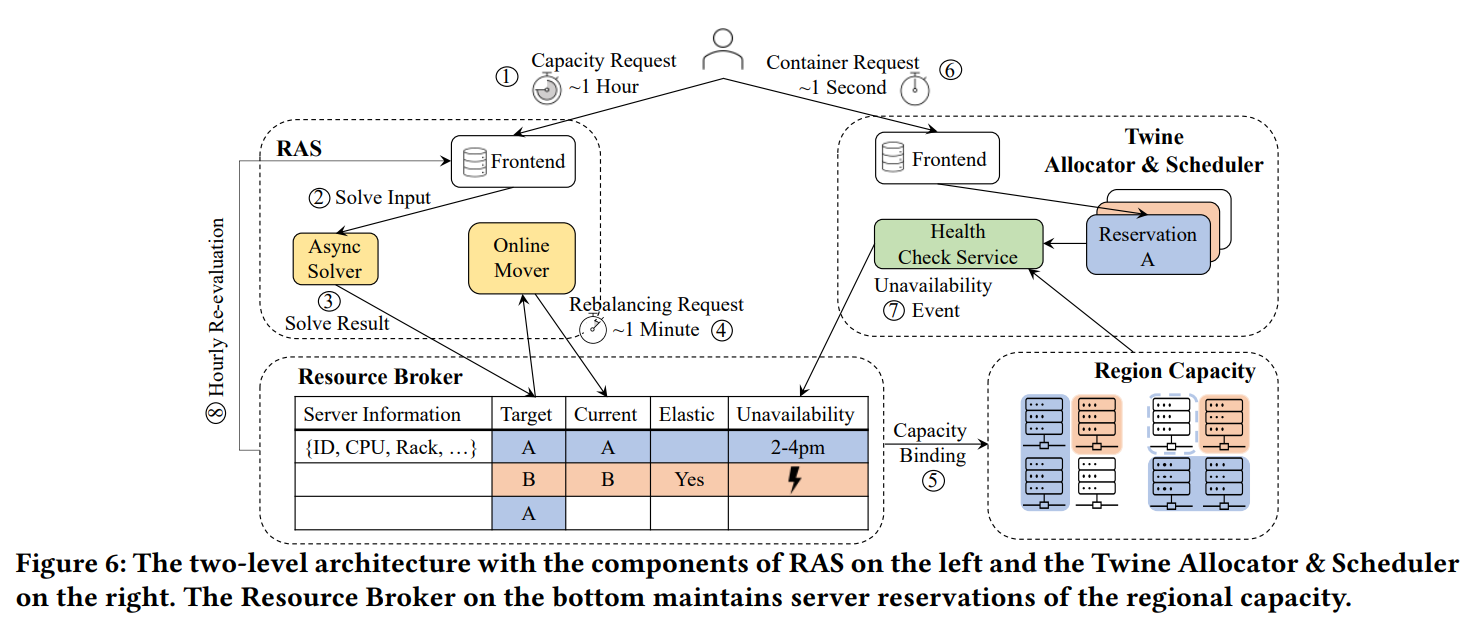 ① Capacity Request
~1 Hour
Container Request ⑥
~1 Second
RAS
Frontend
② Solve Input
Async
Solver
③
Solve Result
Online
Mover
Rebalancing Request
~1 Minute ④
⑧ Hourly Re-evaluation
Twine
Allocator & Scheduler
Frontend
Reservation
A
Health
Check Service
Unavailability
⑦ Event
Resource Broker
Server Information Target Current Elastic Unavailability
{ID, CPU, Rack, …} A A 2-4pm
B B Yes
A
Capacity
Binding
⑤
Region Capacity
Figure 6: The two-level architecture with the components of RAS on the left and the Twine Allocator & Scheduler
on the right. The Resource Broker on the bottom maintains server reservations of the regional capacity.